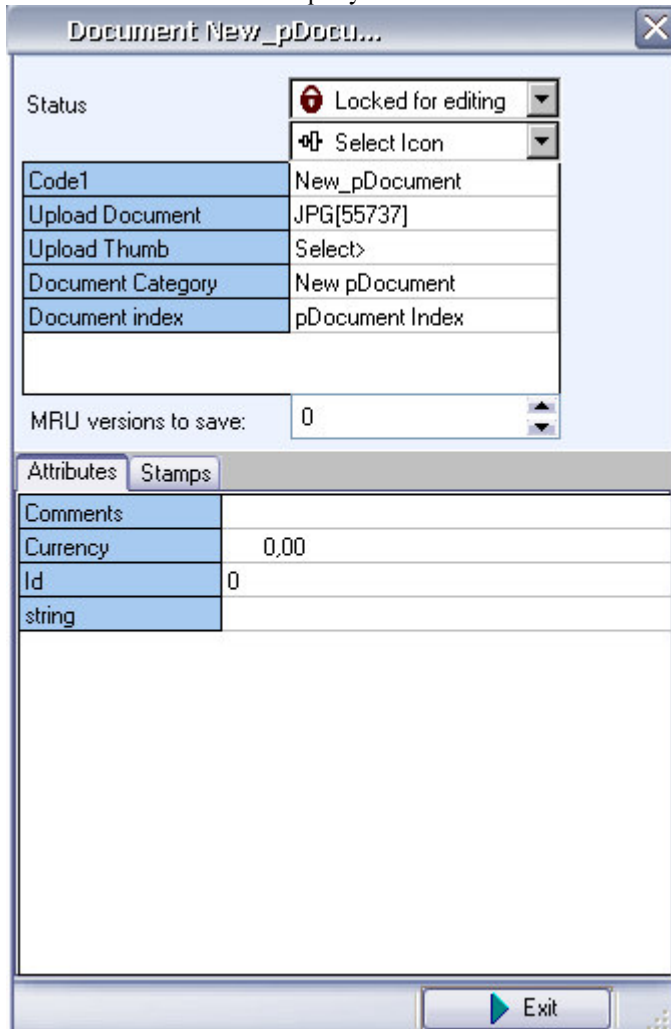 Document New_pDocu...
Status
Locked for editing
Select Icon
Code1 New_pDocument
Upload Document JPG[55737]
Upload Thumb Select>
Document Category New pDocument
Document index pDocument Index
MRU versions to save: 0
Attributes Stamps
Comments
Currency 0,00
Id 0
string
Exit